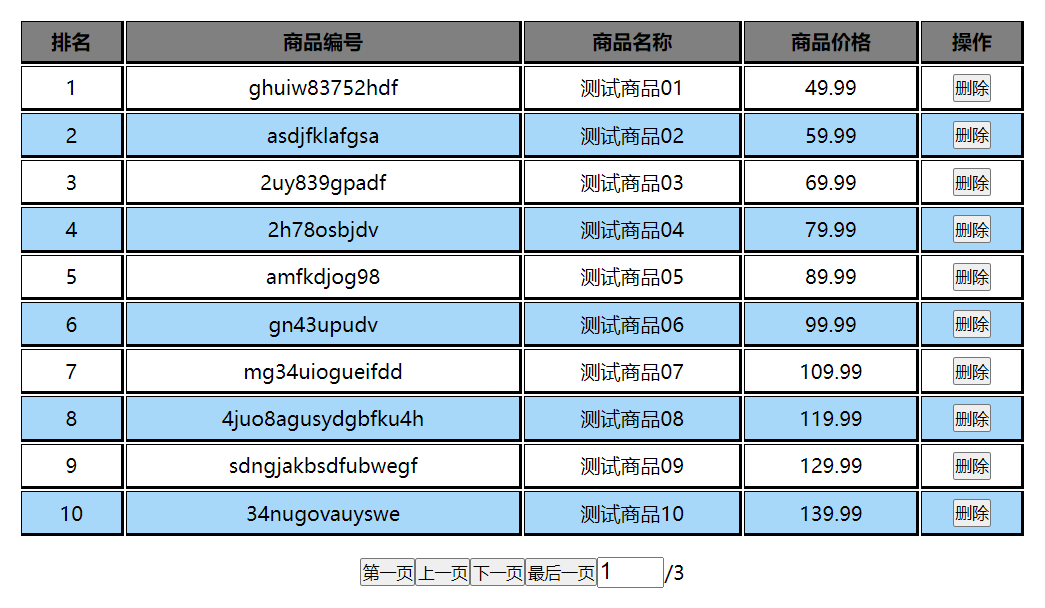 排名 商品编号 商品名称 商品价格 操作
1 ghuiw83752hdf 测试商品01 49.99 删除
2 asdjfklafgsa 测试商品02 59.99 删除
3 2uy839gpadf 测试商品03 69.99 删除
4 2h78osbjdv 测试商品04 79.99 删除
5 amfkdjog98 测试商品05 89.99 删除
6 gn43upudv 测试商品06 99.99 删除
7 mg34uiogueifdd 测试商品07 109.99 删除
8 4juo8agusydgbfku4h 测试商品08 119.99 删除
9 sdngjakbsdfubwegf 测试商品09 129.99 删除
10 34nugovauyswe 测试商品10 139.99 删除
第一页 上一页 下一页 最后一页 1 /3